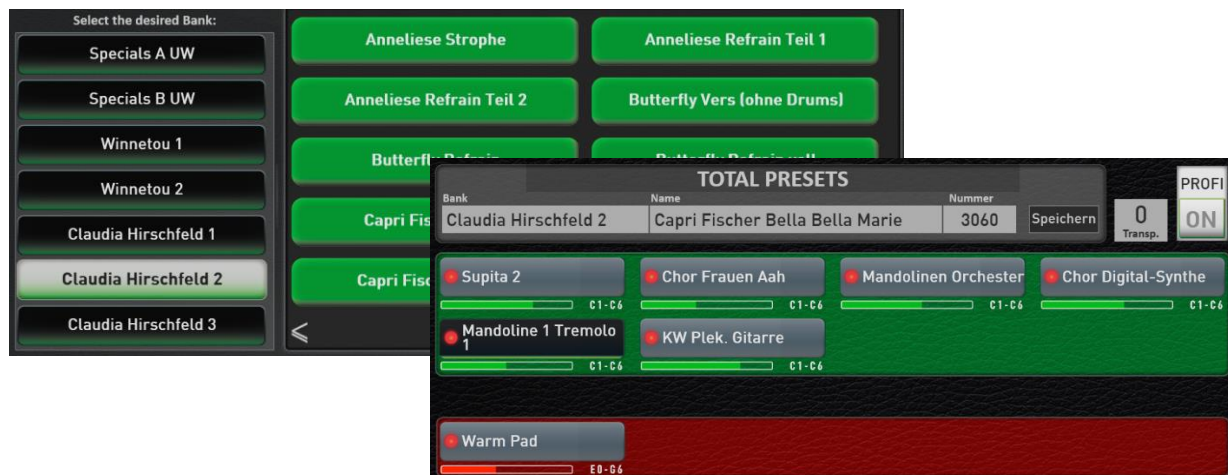 Select the desired Bank:
Specials A UW
Specials B UW
Winnetou 1
Winnetou 2
Claudia Hirschfeld 1
Claudia Hirschfeld 2
Claudia Hirschfeld 3
Anneliese Strophe
Anneliese Refrain Teil 1
Anneliese Refrain Teil 2
Butterfly Vers (ohne Drums)
Capri
Capri
TOTAL PRESETS
Bank
Name
Nummer
Claudia Hirschfeld 2
Capri Fischer Bella Bella Marie
3060
Speichern
0
Transp.
PROFI
ON
Supita 2
Chor Frauen Aah
Mandolinen Orchester
Chor Digital-Synthe
C1-C6
C1-C6
C1-C6
C1-C6
Mandoline 1 Tremolo
1
KW Plek. Gitarre
C1-C6
C1-C6
Warm Pad
E0-G6